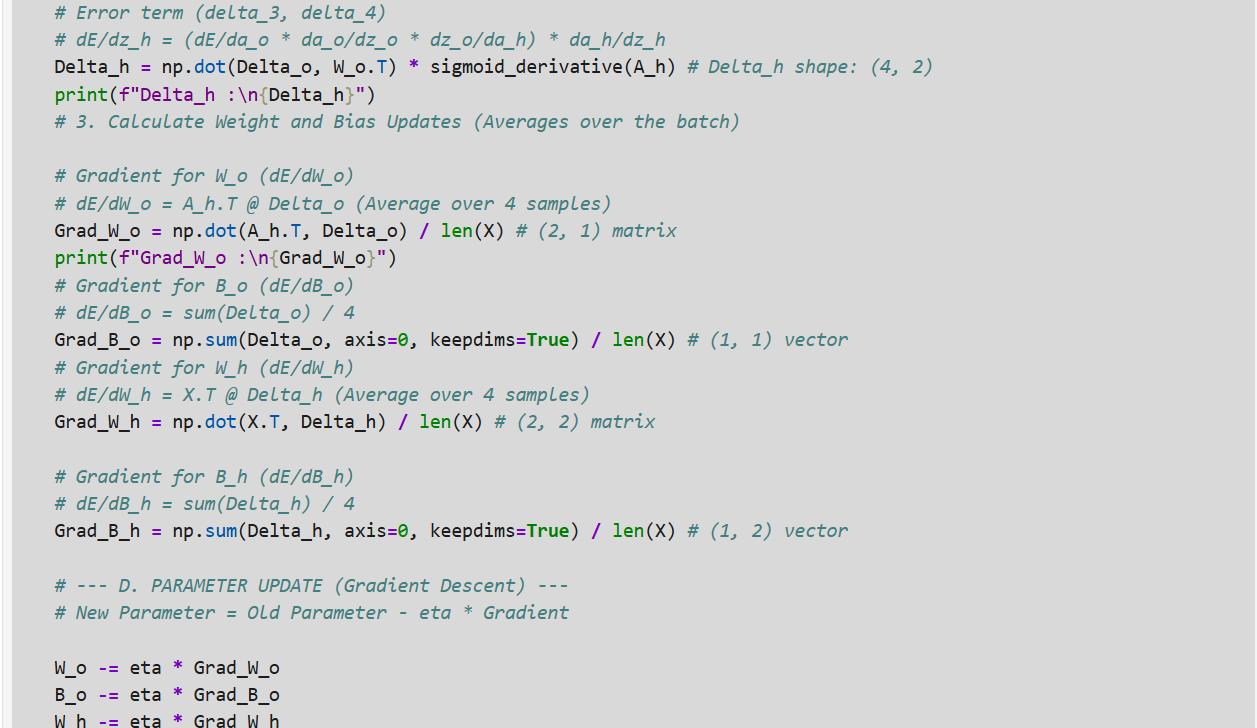 # Error term (delta_3, delta_4)
# dE/dz_h = (dE/da_o * da_o/dz_o * dz_o/da_h) * da_h/dz_h
Delta_h = np.dot(Delta_o, W_o.T) * sigmoid_derivative(A_h) # Delta_h shape: (4, 2)
print(f"Delta_h :\n{Delta_h}")
# 3. Calculate Weight and Bias Updates (Averages over the batch)
# Gradient for W_o (dE/dW_o)
# dE/dW_o = A_h.T @ Delta_o (Average over 4 samples)
Grad_W_o = np.dot(A_h.T, Delta_o) / len(X) # (2, 1) matrix
print(f"Grad_W_o :\n{Grad_W_o}")
# Gradient for B_o (dE/dB_o)
# dE/dB_o = sum(Delta_o) / 4
Grad_B_o = np.sum(Delta_o, axis=0, keepdims=True) / len(X) # (1, 1) vector
# Gradient for W_h (dE/dW_h)
# dE/dW_h = X.T @ Delta_h (Average over 4 samples)
Grad_W_h = np.dot(X.T, Delta_h) / len(X) # (2, 2) matrix
# Gradient for B_h (dE/dB_h)
# dE/dB_h = sum(Delta_h) / 4
Grad_B_h = np.sum(Delta_h, axis=0, keepdims=True) / len(X) # (1, 2) vector
# --- D. PARAMETER UPDATE (Gradient Descent) ---
# New Parameter = Old Parameter - eta * Gradient
W_o -= eta * Grad_W_o
B_o -= eta * Grad_B_o
W_h -= eta * Grad_W_h